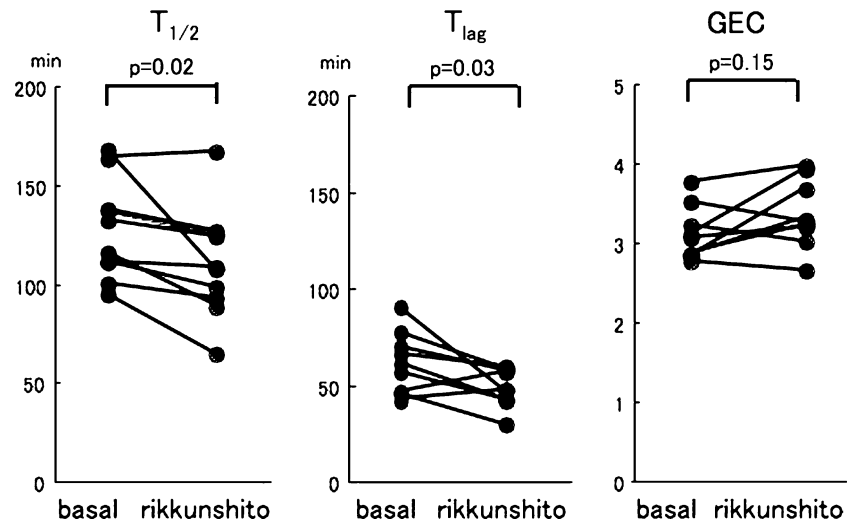 T1/2
min
p=0.02
200
150
100
50
0
basal rikkunshito
Tlag
min
p=0.03
200
150
100
50
0
basal rikkunshito
GEC
p=0.15
5
4
3
2
1
0
basal rikkunshito